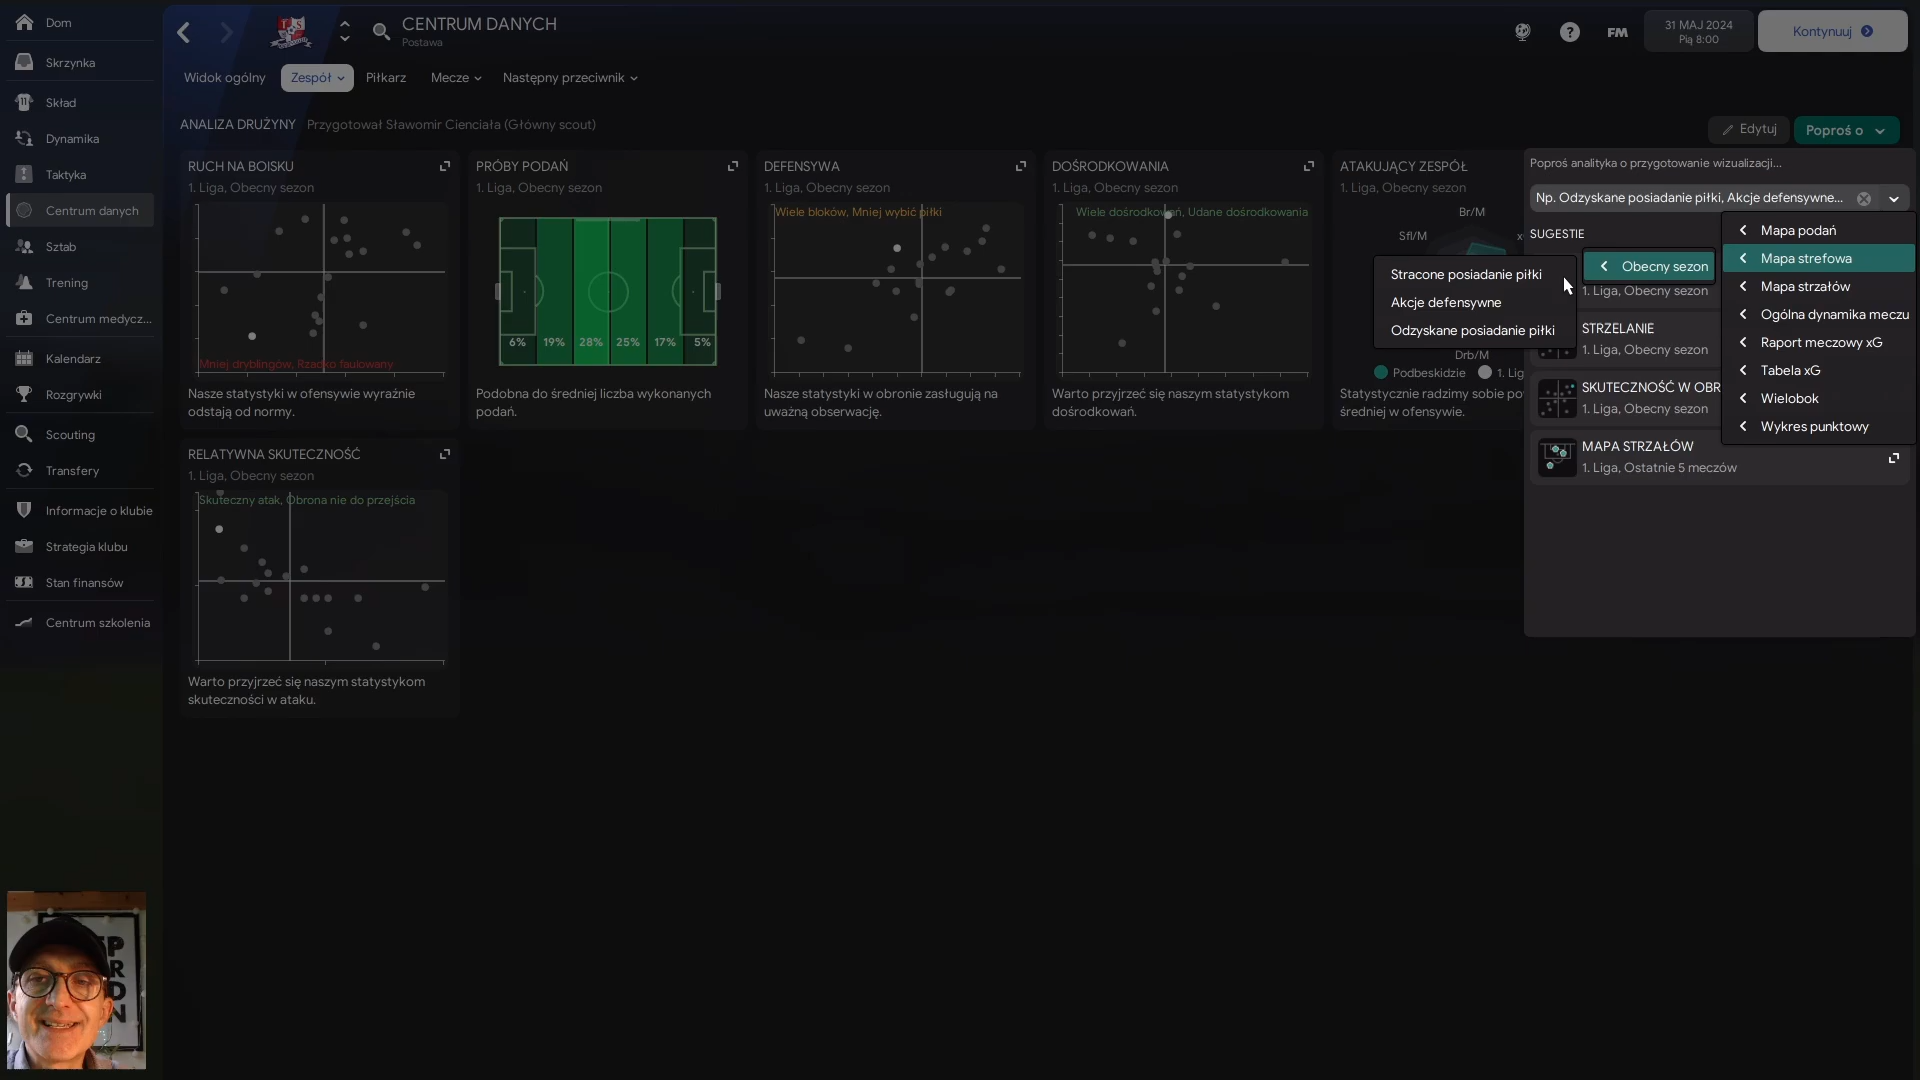 Dom
Skrzynka
Skład
Dynamika
Taktyka
Centrum danych
Sztab
Trening
Centrum medycz...
Kalendarz
Rozgrywki
Scouting
Transfery
Informacje o klubie
Strategia klubu
Stan finansów
Centrum szkolenia
CENTRUM DANYCH
Postawa
FM
31 MAJ 2024
Pią 8:00
Kontynuuj
Widok ogólny
Zespół
Piłkarz
Mecze
Następny przeciwnik
ANALIZA DRUŻYNY Przygotował Sławomir Cienciała (Główny scout)
Edytuj
Poproś o
RUCH NA BOISKU
1. Liga, Obecny sezon
Mniej dryblingów, Rzadko faulowany
Nasze statystyki w ofensywie wyraźnie
odstają od normy.
PRÓBY PODAŃ
1. Liga, Obecny sezon
6% 19% 28% 25% 17% 5%
Podobna do średniej liczba wykonanych
podań.
DEFENSYWA
1. Liga, Obecny sezon
Wiele bloków, Mniej wybić piłki
Nasze statystyki w obronie zasługują na
uważną obserwację.
DOŚRODKOWANIA
1. Liga, Obecny sezon
Wiele dośrodkowań, Udane dośrodkowania
Warto przyjrzeć się naszym statystykom
dośrodkowań.
ATAKUJĄCY ZESPÓŁ
1. Liga, Obecny sezon
Br/M
Sfl/M
Drb/M
Podbeskidzie
1. Lig
Statystycznie radzimy sobie po
średniej w ofensywie.
RELATYWNA SKUTECZNOŚĆ
1. Liga, Obecny sezon
Skuteczny atak, Obrona nie do przejścia
Warto przyjrzeć się naszym statystykom
skuteczności w ataku.
Poproś analityka o przygotowanie wizualizacji...
Np. Odzyskane posiadanie piłki, Akcje defensywne...
SUGESTIE
1. Liga, Obecny sezon
STRZELANIE
1. Liga, Obecny sezon
SKUTECZNOŚĆ W OBR
1. Liga, Obecny sezon
MAPA STRZAŁÓW
1. Liga, Ostatnie 5 meczów
Mapa podań
Mapa strefowa
Mapa strzałów
Ogólna dynamika meczu
Raport meczowy xG
Tabela xG
Wielobok
Wykres punktowy
Obecny sezon
Stracone posiadanie piłki
Akcje defensywne
Odzyskane posiadanie piłki